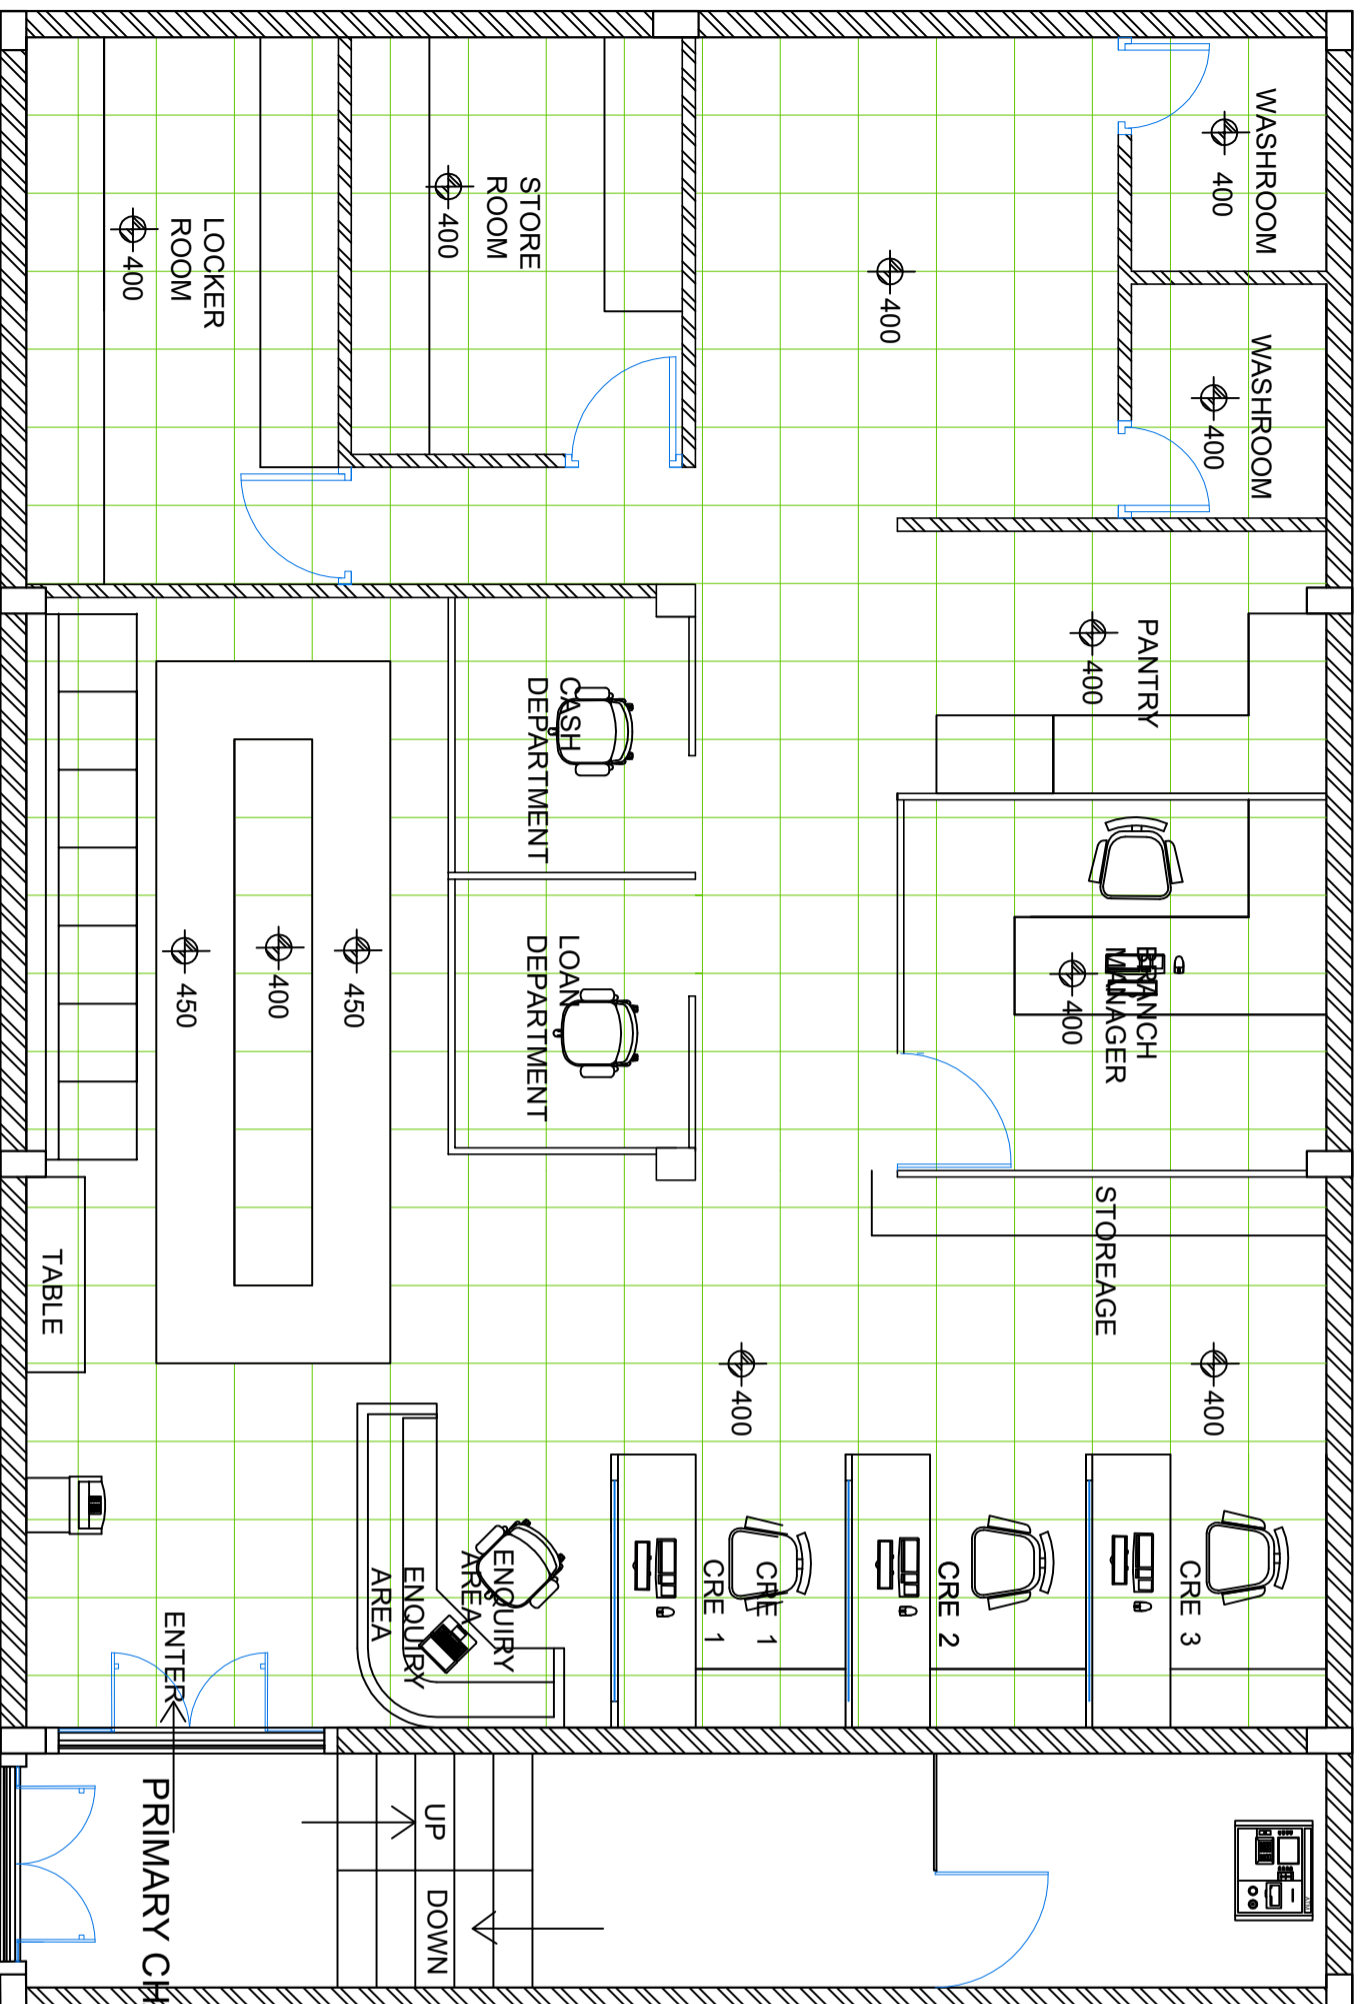 WASHROOM
400
WASHROOM
400
400
STORE
ROOM
400
LOCKER
ROOM
400
PANTRY
400
CASH
DEPARTMENT
LOAN
DEPARTMENT
BRANCH
MANAGER
400
450
400
450
STOREAGE
TABLE
400
400
CRE 3
CRE 2
CRE 1
CRE 1
ENQUIRY
AREA
ENQUIRY
AREA
ENTER
PRIMARY CH
UP
DOWN